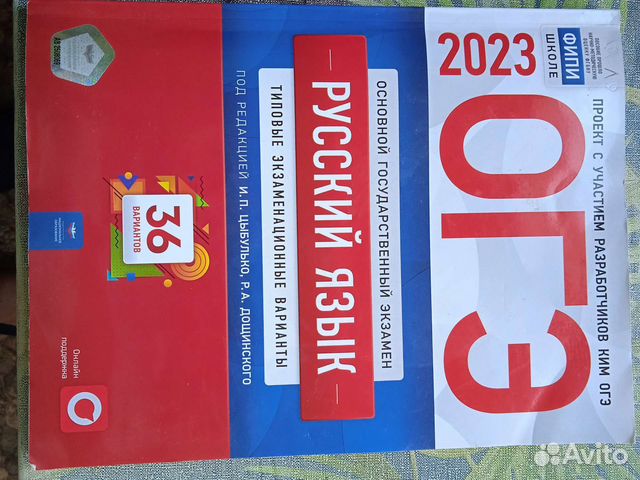 ПРОЕКТ С УЧАСТИЕМ РАЗРАБОТЧИКОВ КИМ ОГЭ
ФИПИ
ШКОЛЕ
2023
ОГЭ
ОСНОВНОЙ ГОСУДАРСТВЕННЫЙ ЭКЗАМЕН
РУССКИЙ ЯЗЫК
ТИПОВЫЕ ЭКЗАМЕНАЦИОННЫЕ ВАРИАНТЫ
ПОД РЕДАКЦИЕЙ И.П. ЦЫБУЛЬКО, Р.А. ДОЩИНСКОГО
36
ВАРИАНТОВ
Онлайн
поддержка
Avito